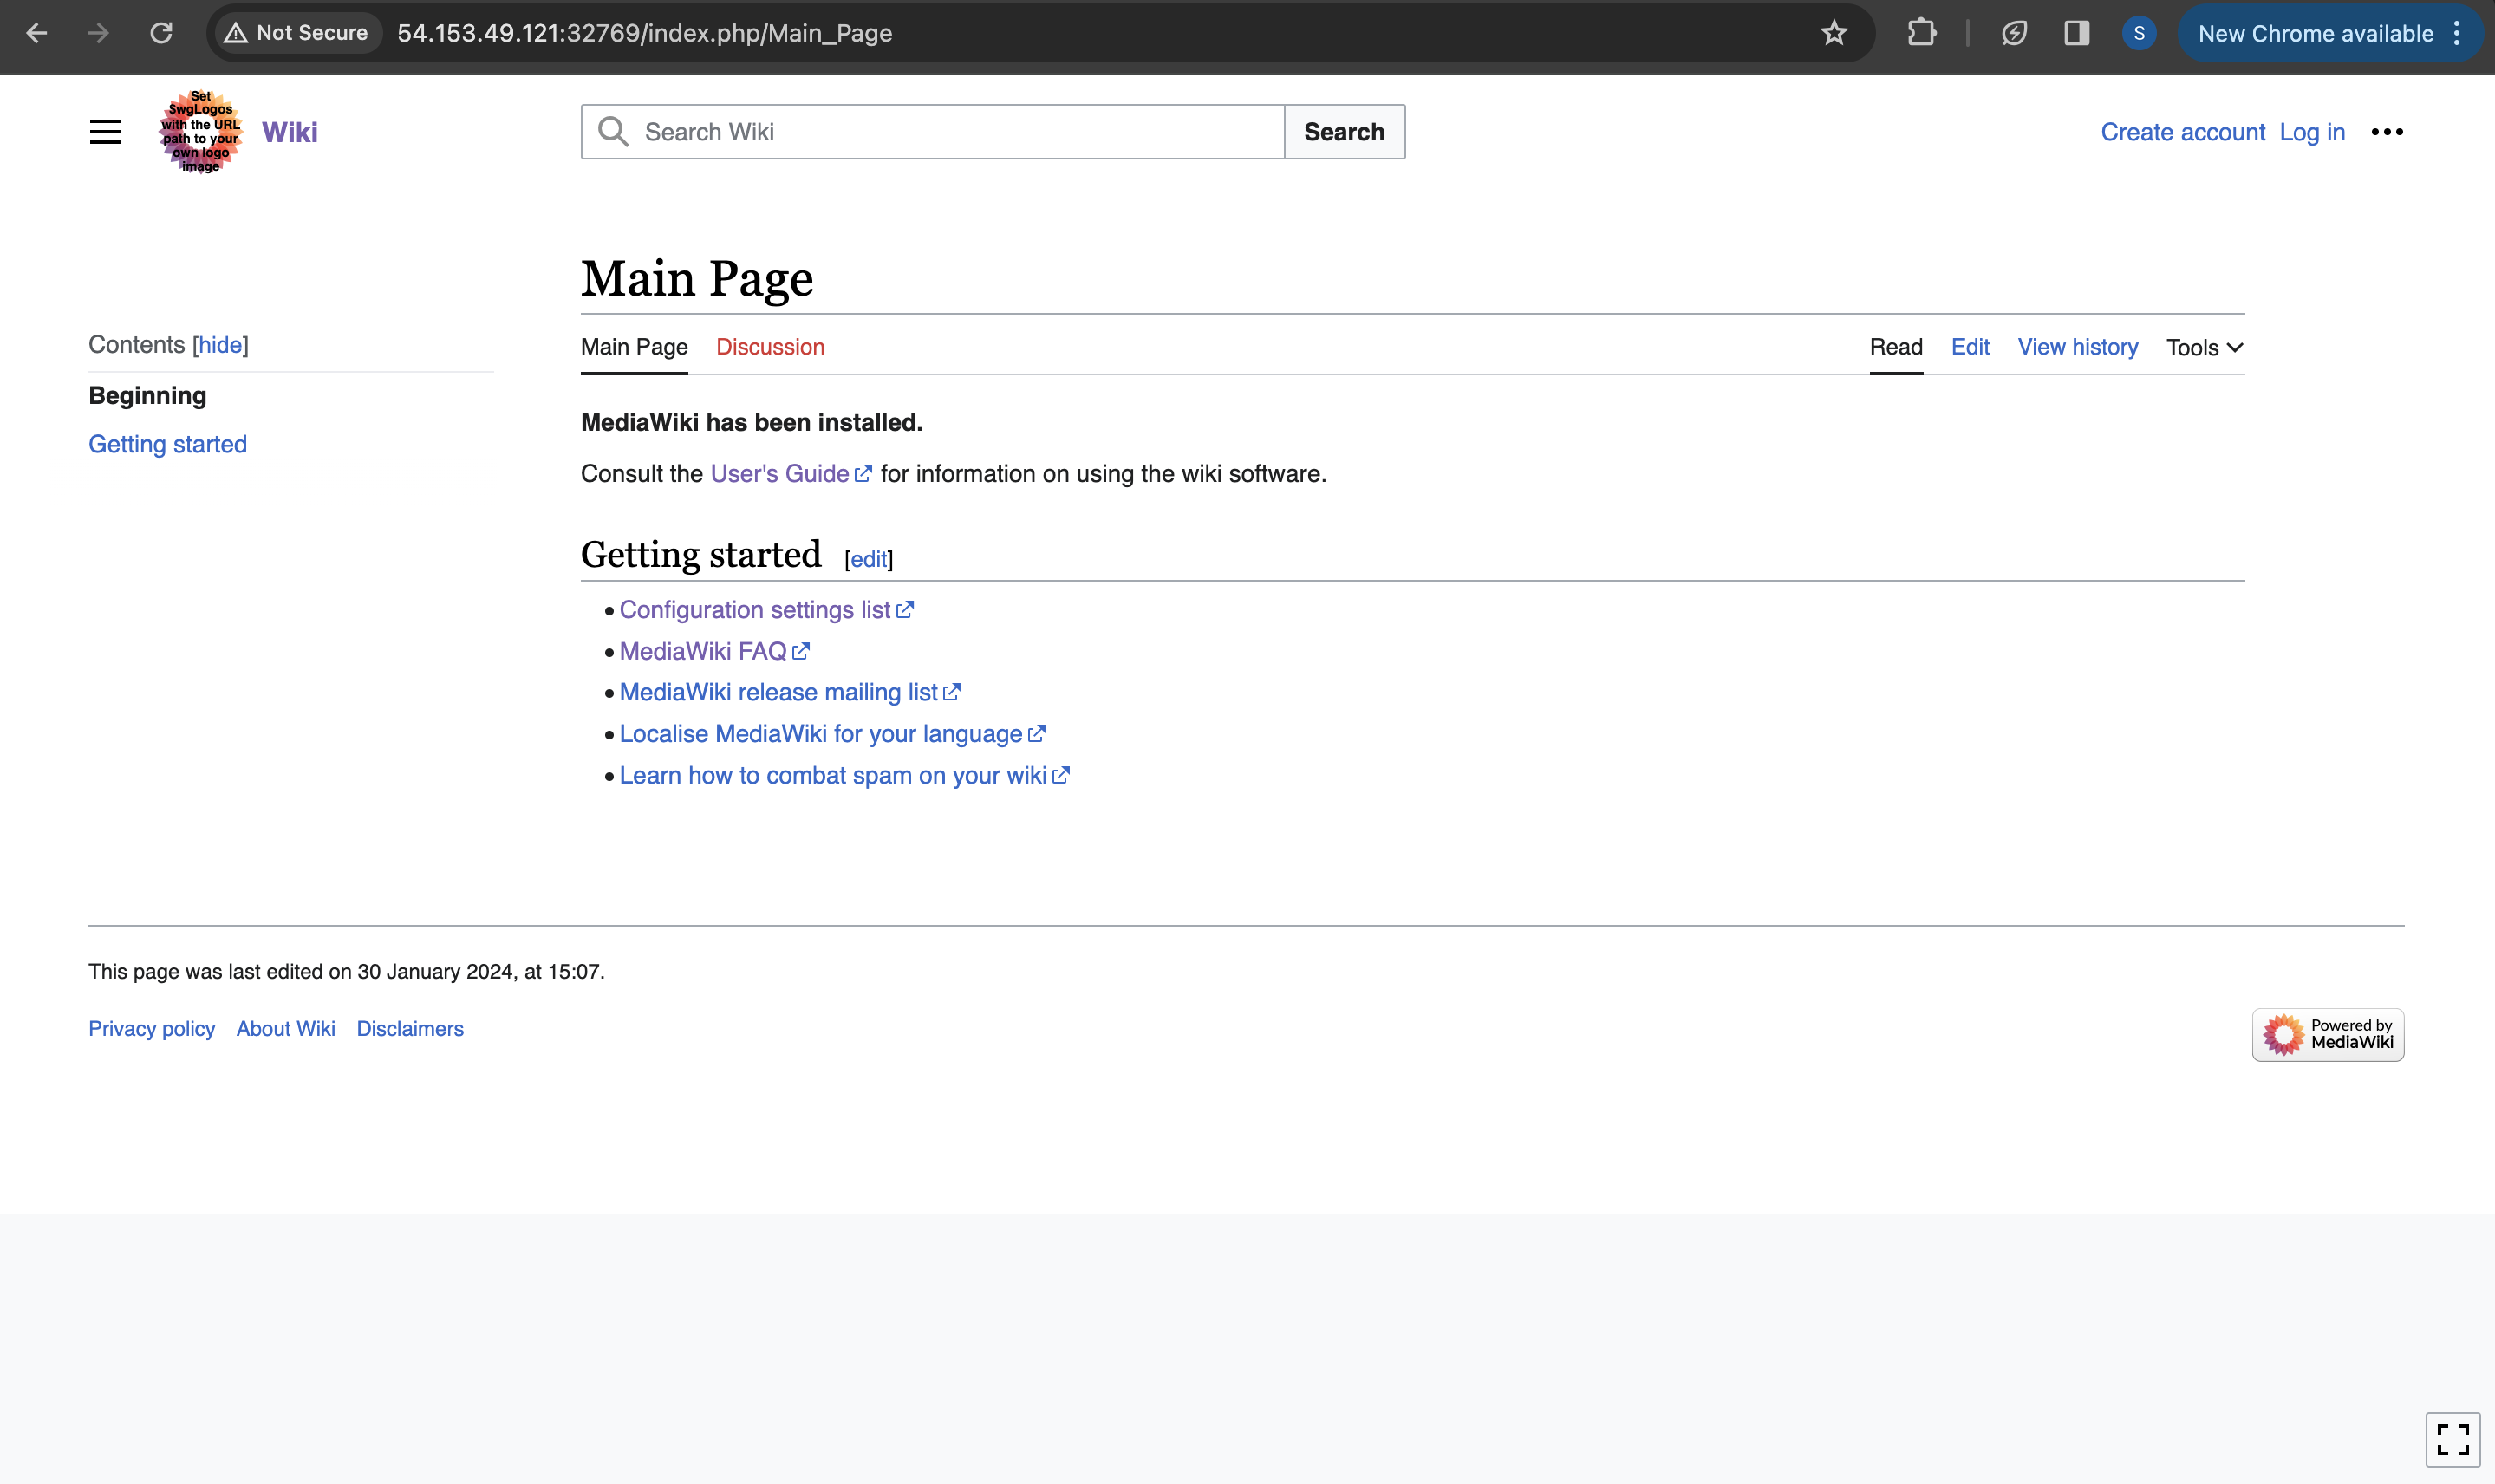 Not Secure 54.153.49.121:32769/index.php/Main_Page S New Chrome available
Set
$wgLogos
with the URL
path to your
own logo
image
Wiki
Search Wiki Search
Create account Log in
Main Page
Contents [hide]
Beginning
Getting started
Main Page Discussion Read Edit View history Tools
MediaWiki has been installed.
Consult the User's Guide for information on using the wiki software.
Getting started [edit]
Configuration settings list
MediaWiki FAQ
MediaWiki release mailing list
Localise MediaWiki for your language
Learn how to combat spam on your wiki
This page was last edited on 30 January 2024, at 15:07.
Privacy policy About Wiki Disclaimers
Powered by
MediaWiki